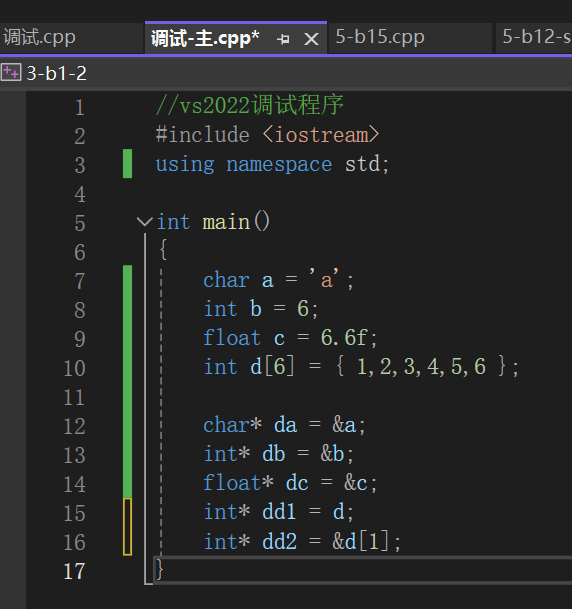 调试.cpp 调试-主.cpp* 5-b15.cpp 5-b12-s
3-b1-2
1 //vs2022调试程序
2 #include <iostream>
3 using namespace std;
4
5 int main()
6 {
7 char a = 'a';
8 int b = 6;
9 float c = 6.6f;
10 int d[6] = { 1,2,3,4,5,6 };
11
12 char* da = &a;
13 int* db = &b;
14 float* dc = &c;
15 int* dd1 = d;
16 int* dd2 = &d[1];
17 }